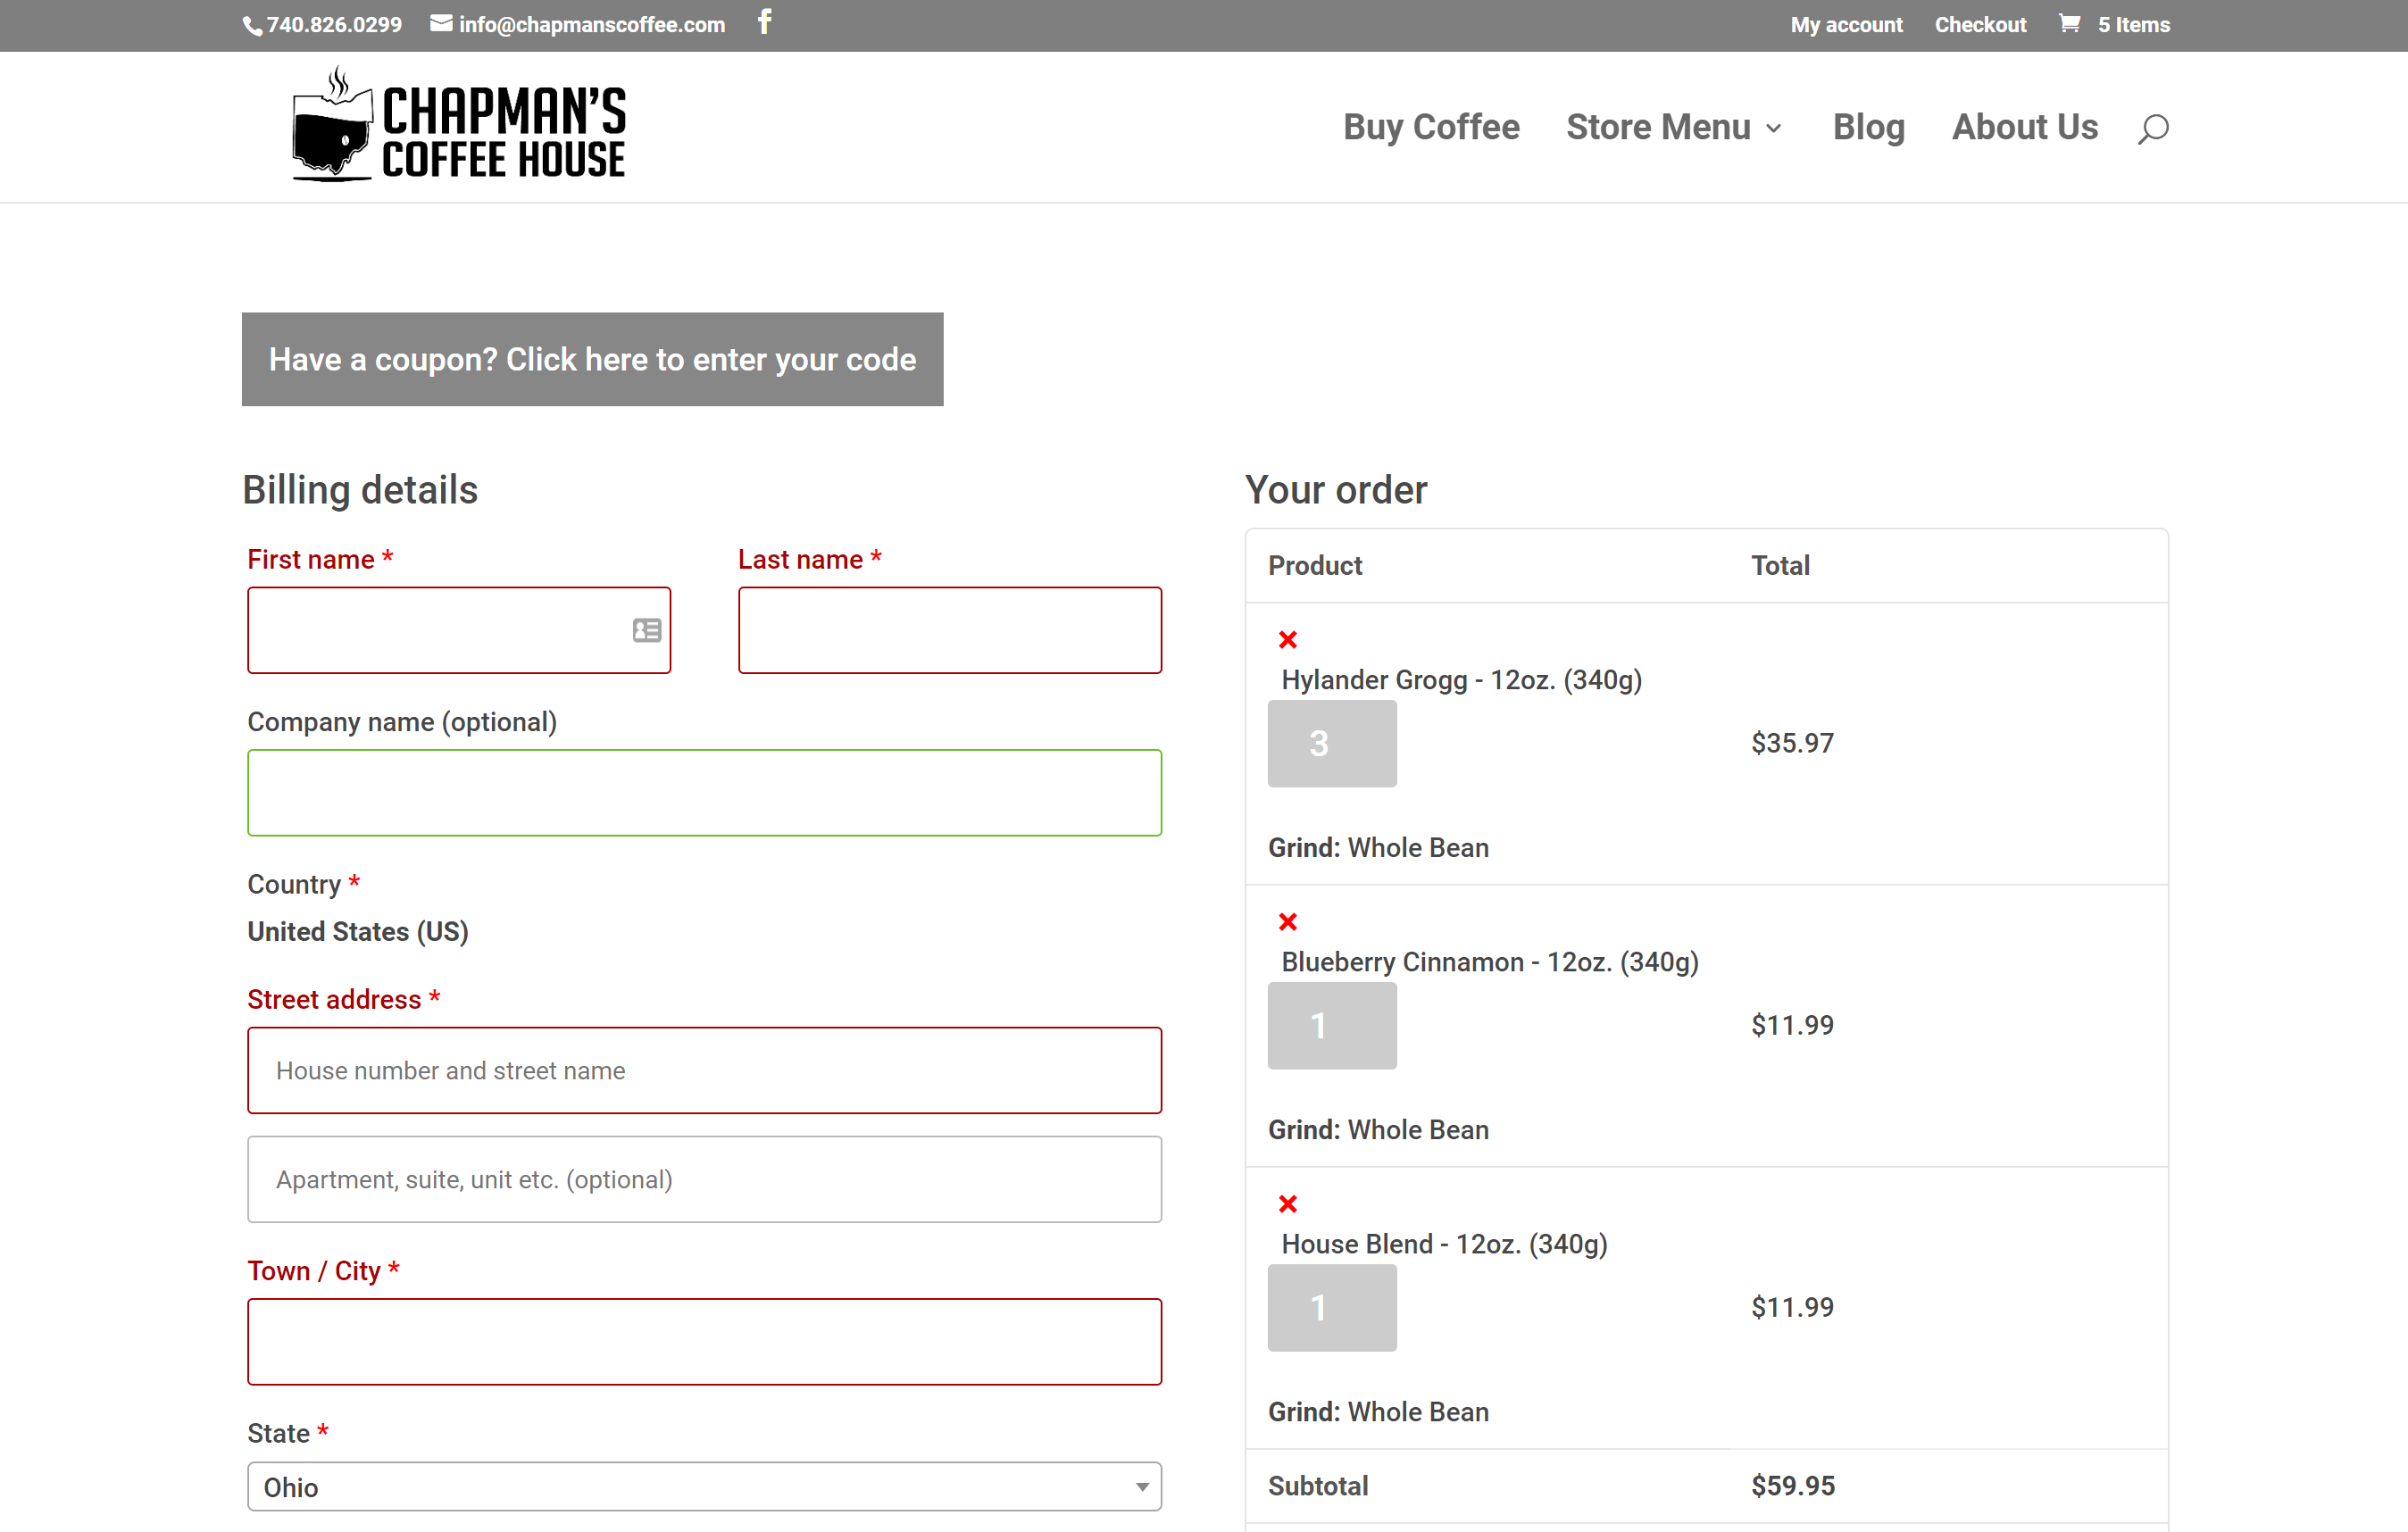 740.826.0299 info@chapmanscoffee.com My account Checkout 5 Items
CHAPMAN'S
COFFEE HOUSE
Buy Coffee Store Menu Blog About Us
Have a coupon? Click here to enter your code
Billing details
First name * Last name *
Company name (optional)
Country *
United States (US)
Street address *
House number and street name
Apartment, suite, unit etc. (optional)
Town / City *
State *
Ohio
Your order
Product Total
Hylander Grogg - 12oz. (340g)
3 $35.97
Grind: Whole Bean
Blueberry Cinnamon - 12oz. (340g)
1 $11.99
Grind: Whole Bean
House Blend - 12oz. (340g)
1 $11.99
Grind: Whole Bean
Subtotal $59.95